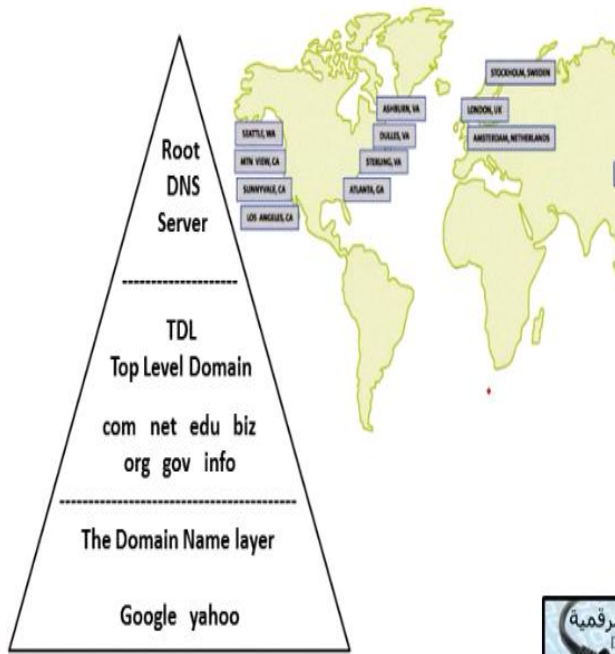 Root
DNS
Server
--------------------
TDL
Top Level Domain
com net edu biz
org gov info
------------------------------------------
The Domain Name layer
Google yahoo
SEATTLE, WA
MTN VIEW, CA
SUNNYVALE, CA
LOS ANGELES, CA
ASHBURN, VA
DULLES, VA
STERLING, VA
ATLANTA, GA
STOCKHOLM, SWEDEN
LONDON, UK
AMSTERDAM, NETHERLANDS